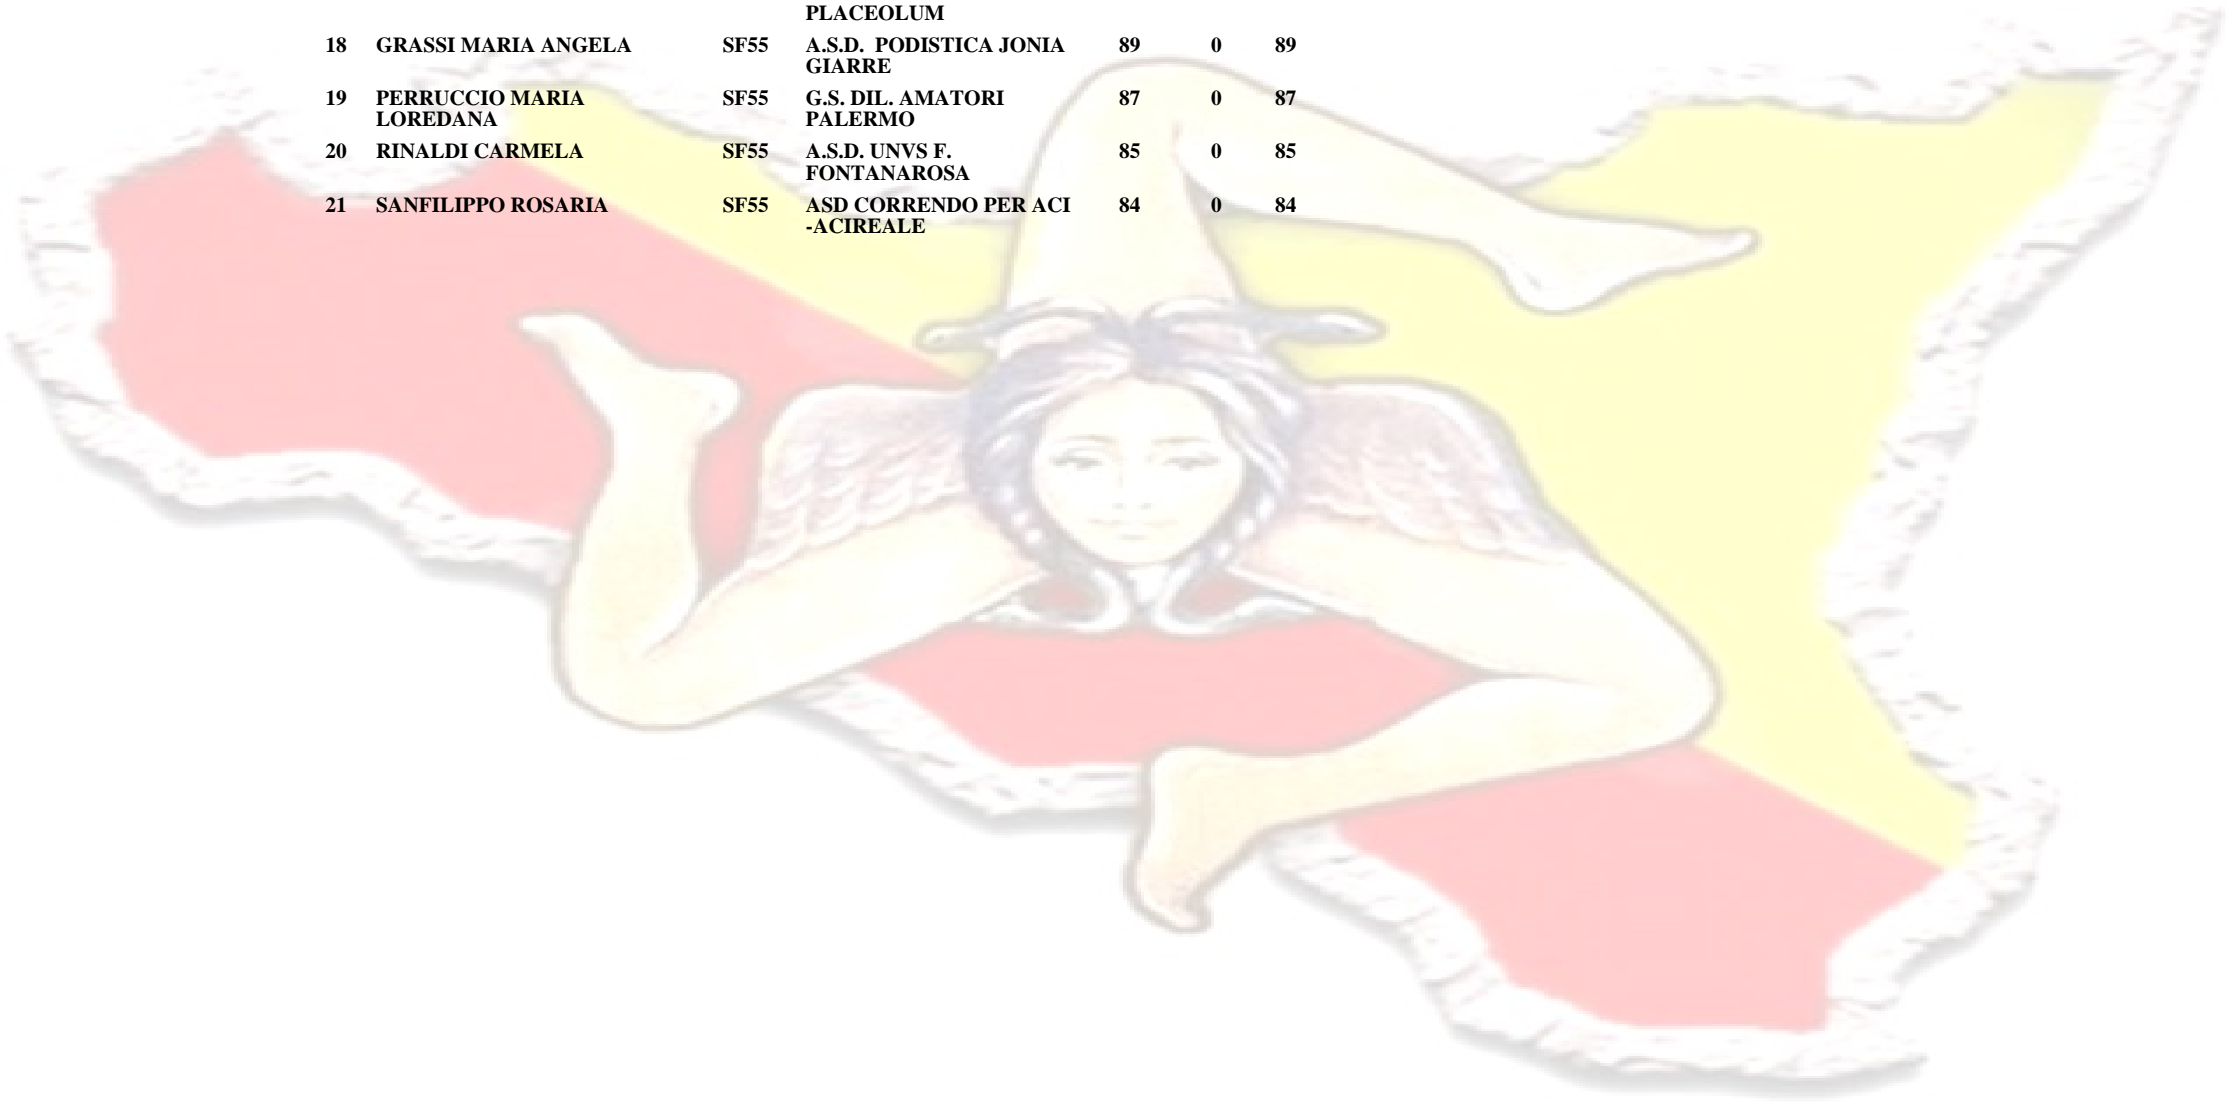 PLACEOLUM
18 GRASSI MARIA ANGELA SF55 A.S.D. PODISTICA JONIA 89 0 89
GIARRE
19 PERRUCCIO MARIA SF55 G.S. DIL. AMATORI 87 0 87
LOREDANA PALERMO
20 RINALDI CARMELA SF55 A.S.D. UNVS F. 85 0 85
FONTANAROSA
21 SANFILIPPO ROSARIA SF55 ASD CORRENDO PER ACI 84 0 84
-ACIREALE